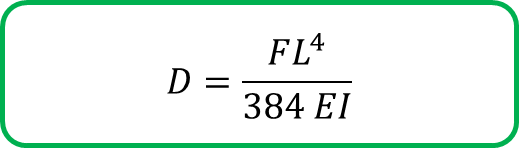 D = FL⁴ / 384 EI